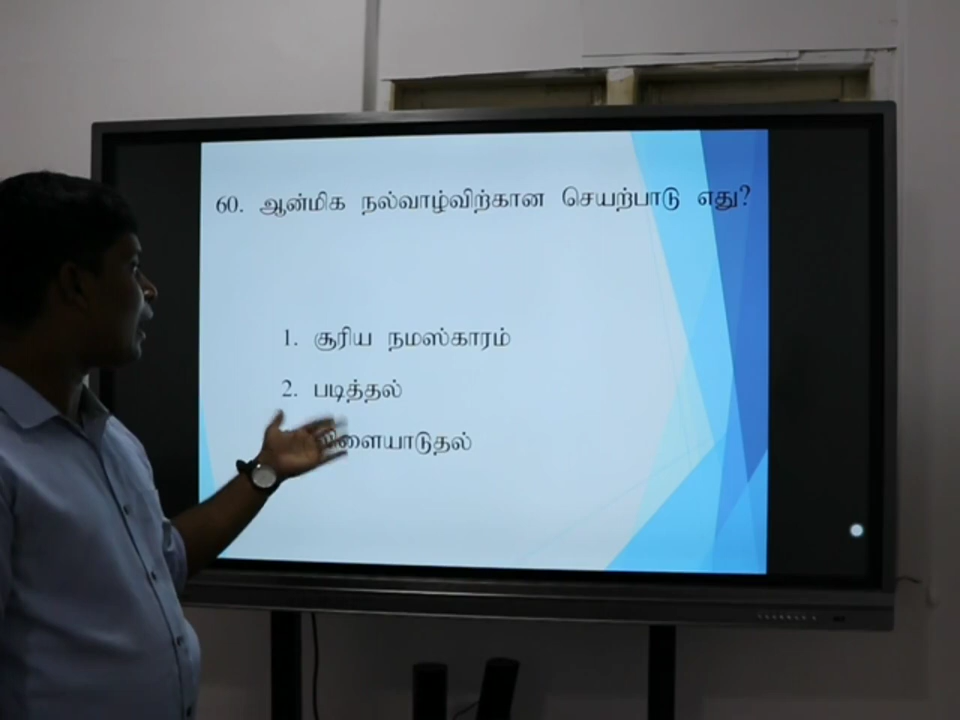 60. ஆன்மிக நல்வாழ்விற்கான செயற்பாடு எது?
1. சூரிய நமஸ்காரம்
2. படித்தல்
விளையாடுதல்